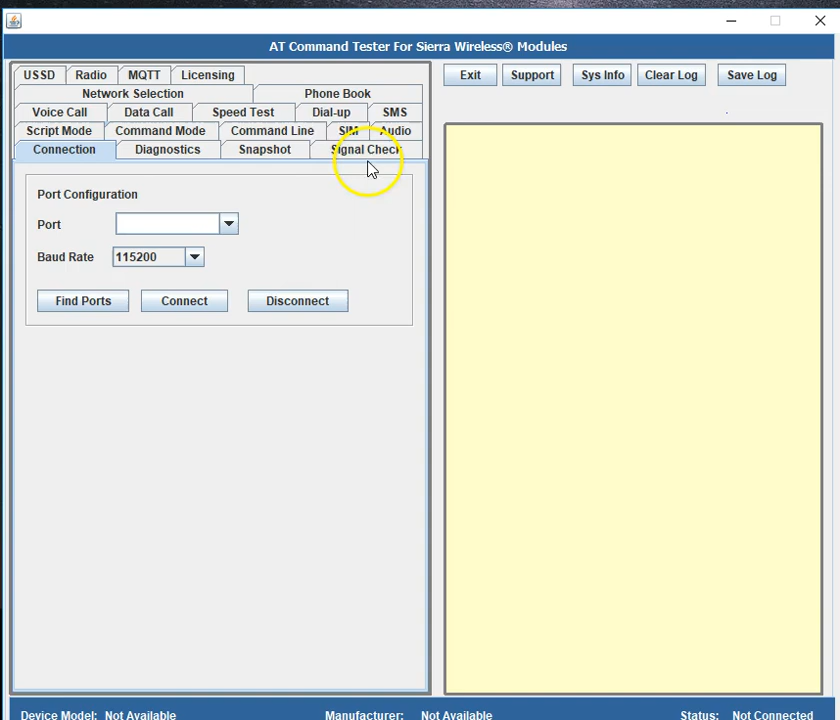 AT Command Tester For Sierra Wireless® Modules
USSD Radio MQTT Licensing
Network Selection Phone Book
Voice Call Data Call Speed Test Dial-up SMS
Script Mode Command Mode Command Line SIM Audio
Connection Diagnostics Snapshot Signal Check
Exit Support Sys Info Clear Log Save Log
Port Configuration
Port
Baud Rate 115200
Find Ports Connect Disconnect
Device Model: Not Available Manufacturer: Not Available Status: Not Connected